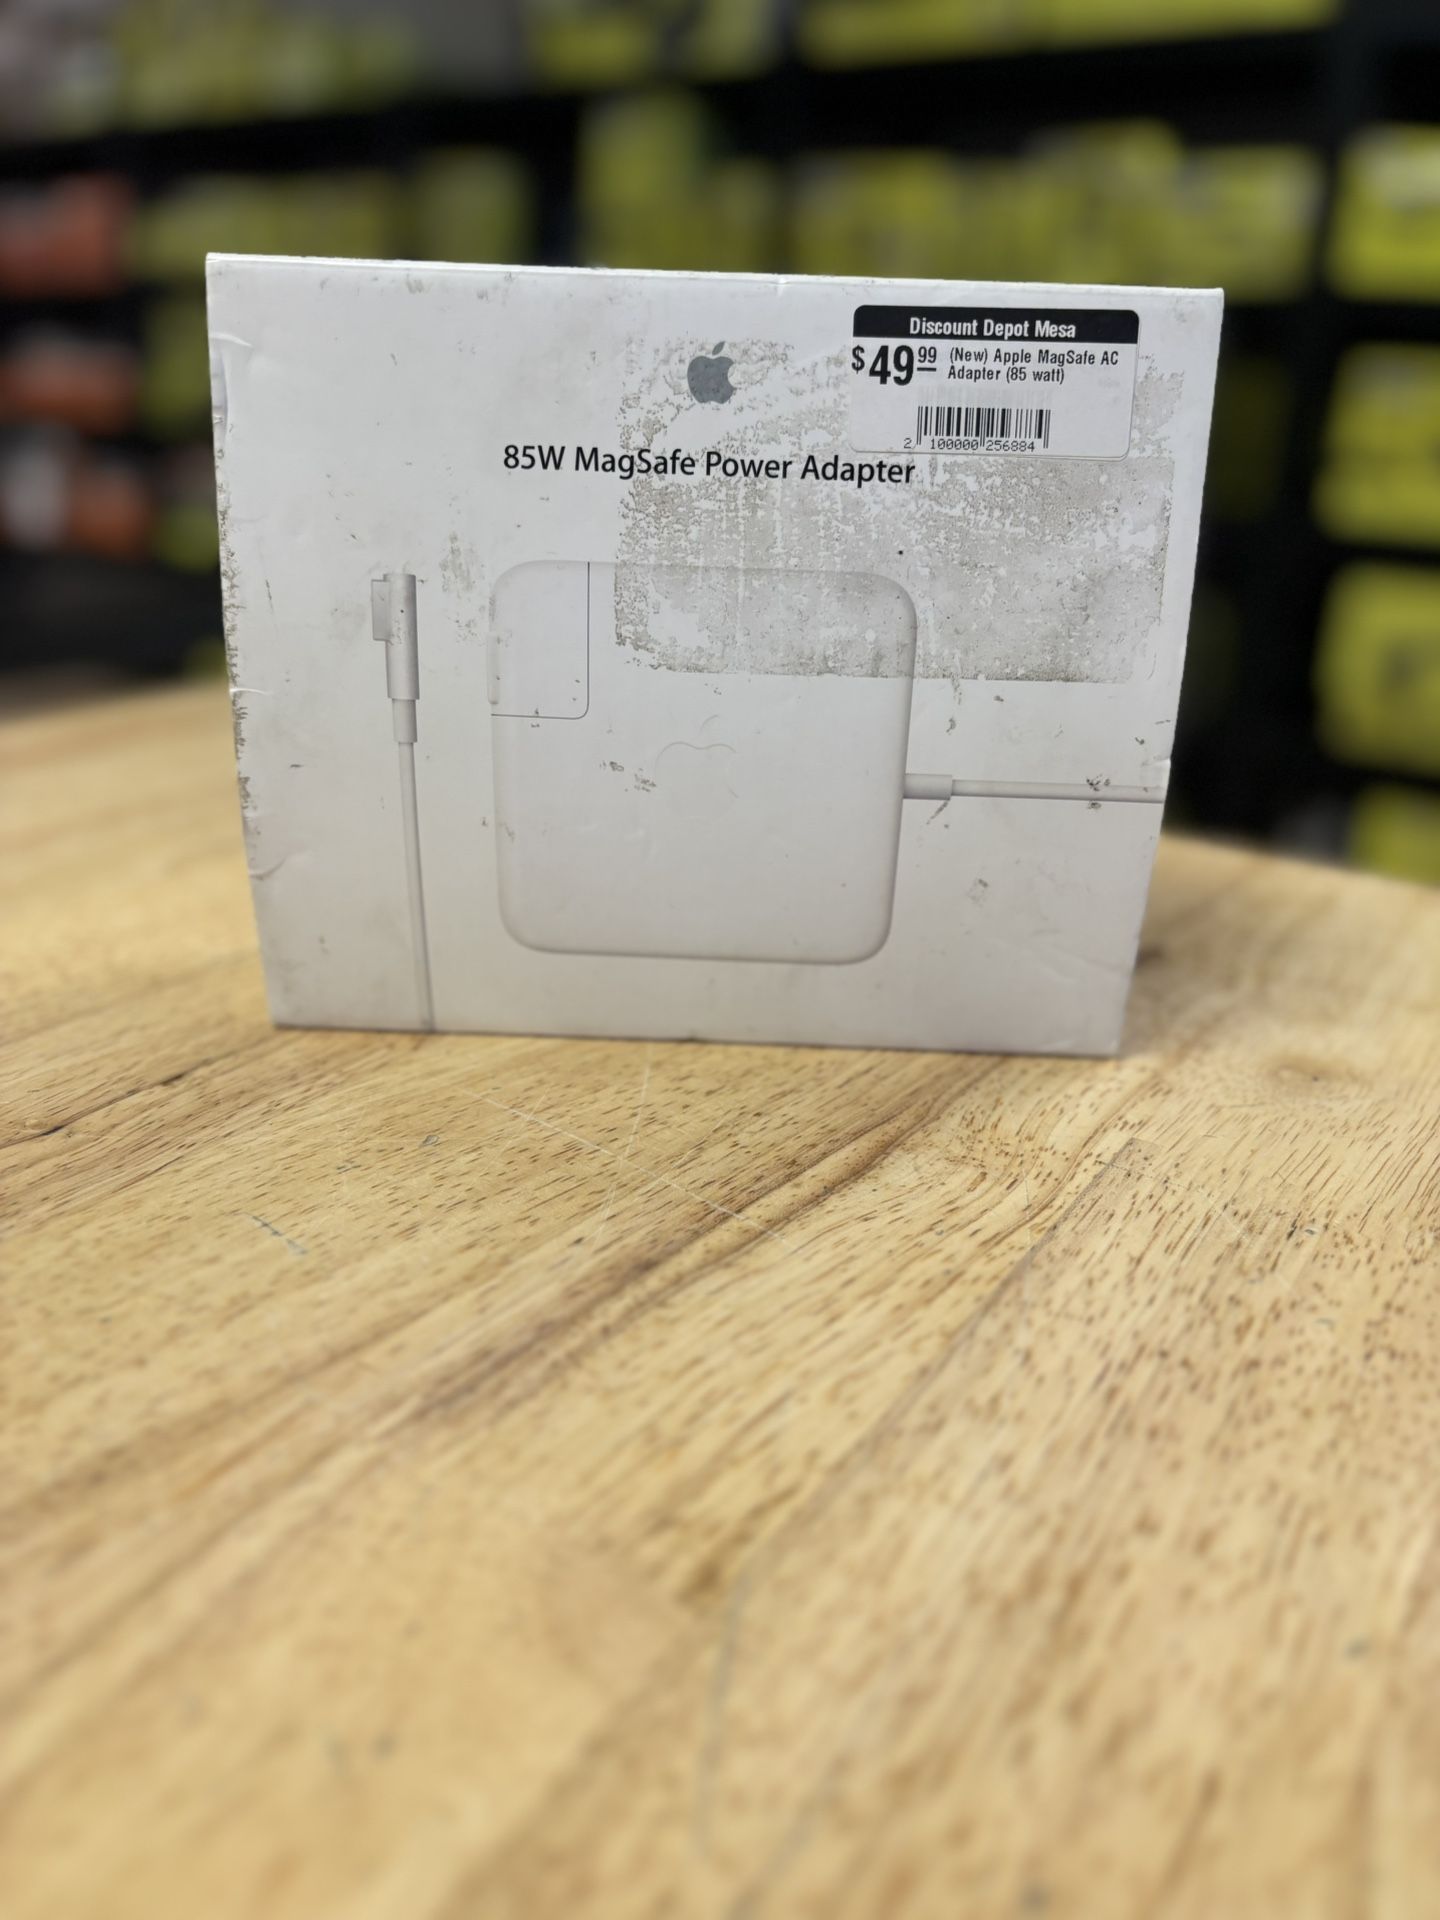 Discount Depot Mesa
$49 99 (New) Apple MagSafe AC
Adapter (85 watt)
2 100000 256884
85W MagSafe Power Adapter